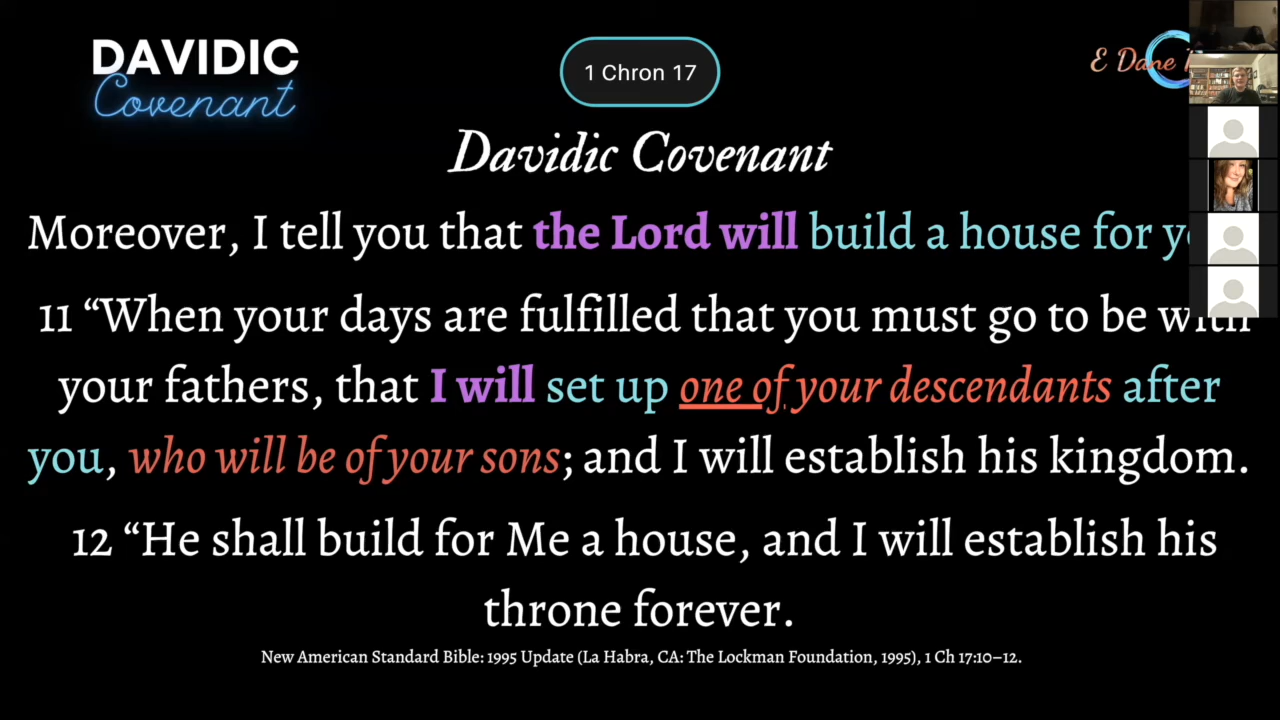 DAVIDIC
Covenant
1 Chron 17
E Dane
Davidic Covenant
Moreover, I tell you that the Lord will build a house for
11 “When your days are fulfilled that you must go to be with
your fathers, that I will set up one of your descendants after
you, who will be of your sons; and I will establish his kingdom.
12 “He shall build for Me a house, and I will establish his
throne forever.
New American Standard Bible: 1995 Update (La Habra, CA: The Lockman Foundation, 1995), 1 Ch 17:10–12.